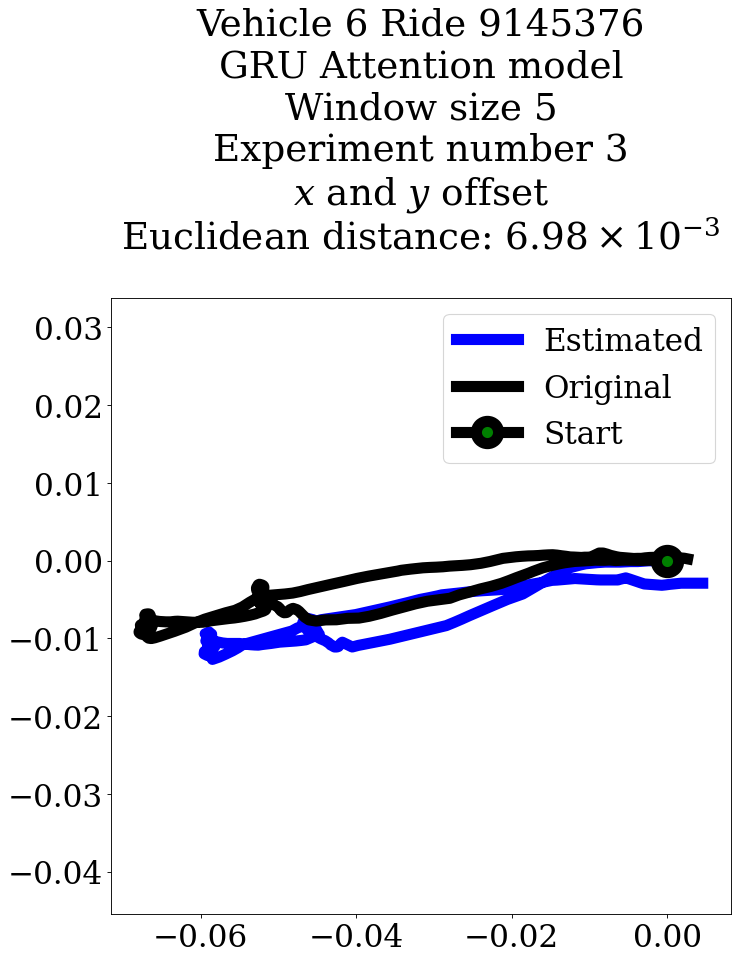 Vehicle 6 Ride 9145376
GRU Attention model
Window size 5
Experiment number 3
x and y offset
Euclidean distance: 6.98 × 10⁻³
Estimated
Original
Start
0.03
0.02
0.01
0.00
−0.01
−0.02
−0.03
−0.04
−0.06 −0.04 −0.02 0.00